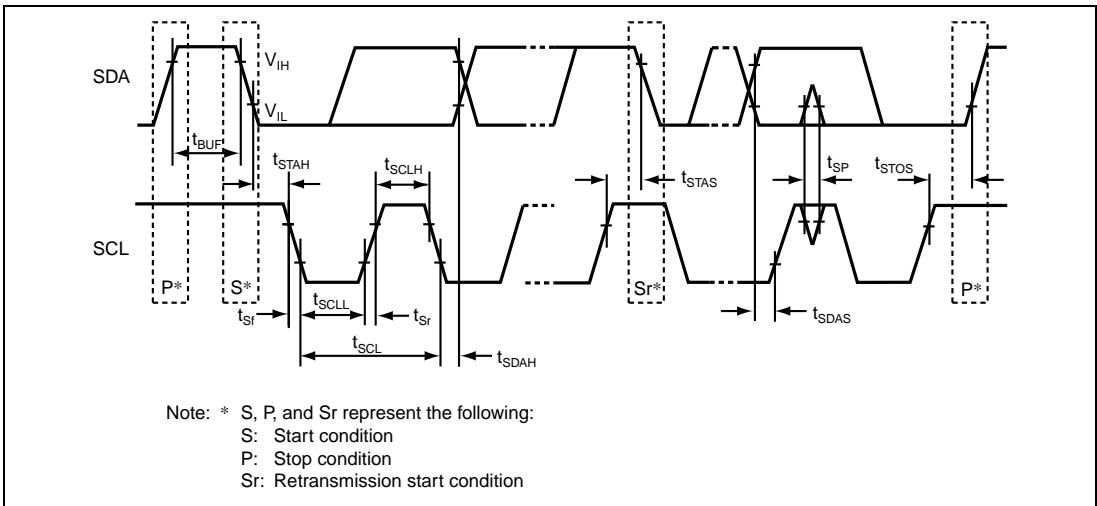 SDA
V_IH
V_IL
t_BUF
t_STAH
t_SCLH
t_STAS
t_SP
t_STOS
SCL
P*
S*
Sr*
P*
t_Sf
t_SCLL
t_Sr
t_SCL
t_SDAH
t_SDAS
Note: * S, P, and Sr represent the following:
S: Start condition
P: Stop condition
Sr: Retransmission start condition